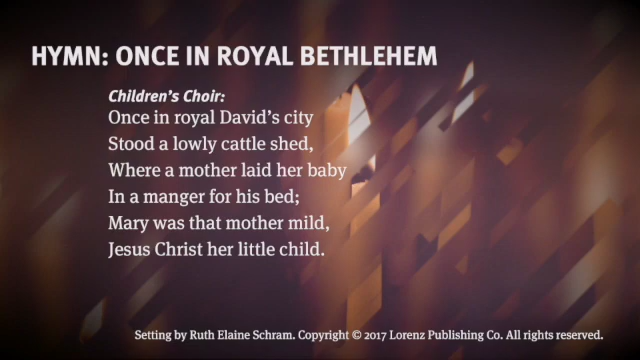 HYMN: ONCE IN ROYAL BETHLEHEM
Children's Choir:
Once in royal David's city
Stood a lowly cattle shed,
Where a mother laid her baby
In a manger for his bed;
Mary was that mother mild,
Jesus Christ her little child.
Setting by Ruth Elaine Schram. Copyright © 2017 Lorenz Publishing Co. All rights reserved.